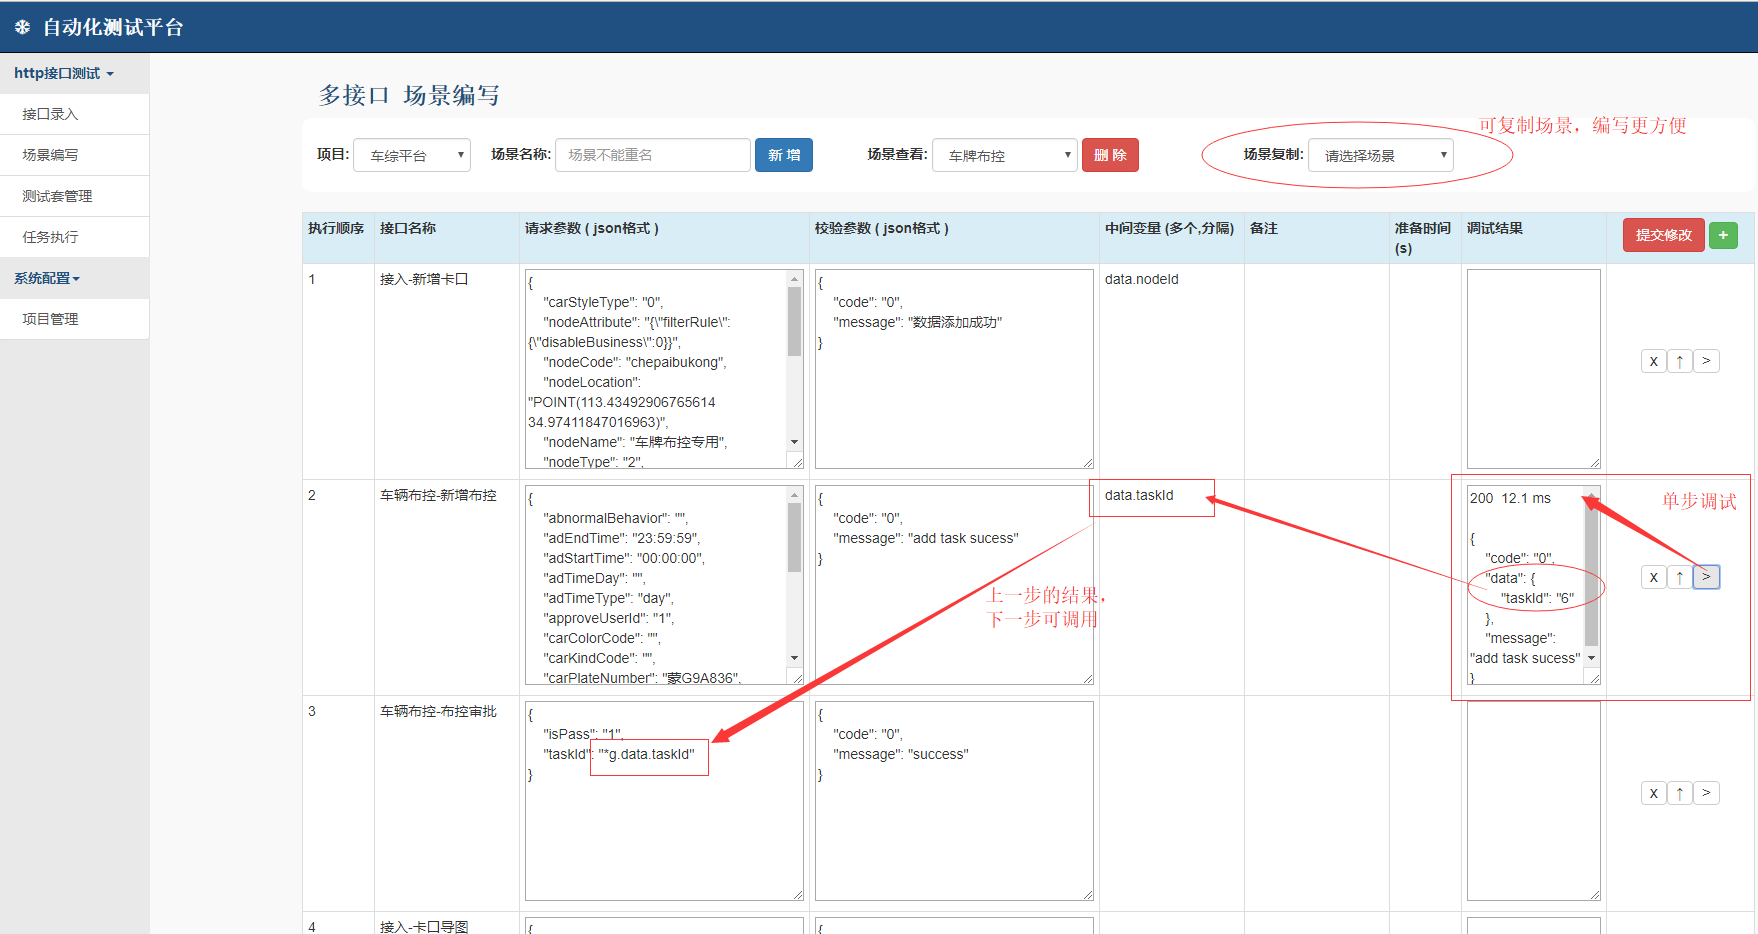 ❄ 自动化测试平台
http接口测试
接口录入
场景编写
测试套管理
任务执行
系统配置
项目管理
多接口 场景编写
可复制场景，编写更方便
项目: 车综平台 场景名称: 场景不能重名 新 增 场景查看: 车牌布控 删 除 场景复制: 请选择场景
执行顺序 接口名称 请求参数 ( json格式 ) 校验参数 ( json格式 ) 中间变量 (多个,分隔) 备注 准备时间 (s) 调试结果 提交修改 +
1 接入-新增卡口
{
"carStyleType": "0",
"nodeAttribute": "{\"filterRule\":
{\"disableBusiness\":0}}",
"nodeCode": "chepaibukong",
"nodeLocation":
"POINT(113.43492906765614
34.97411847016963)",
"nodeName": "车牌布控专用",
"nodeType": "2",
{
"code": "0",
"message": "数据添加成功"
}
data.nodeId
X ↑ >
2 车辆布控-新增布控
{
"abnormalBehavior": "",
"adEndTime": "23:59:59",
"adStartTime": "00:00:00",
"adTimeDay": "",
"adTimeType": "day",
"approveUserId": "1",
"carColorCode": "",
"carKindCode": "",
"carPlateNumber": "蒙G9A836",
{
"code": "0",
"message": "add task sucess"
}
data.taskId
上一步的结果，
下一步可调用
200 12.1 ms
{
"code": "0",
"data": {
"taskId": "6"
},
"message":
"add task sucess"
}
单步调试
X ↑ >
3 车辆布控-布控审批
{
"isPass": "1",
"taskId": "*g.data.taskId"
}
{
"code": "0",
"message": "success"
}
X ↑ >
4 接入-卡口导图
{
{